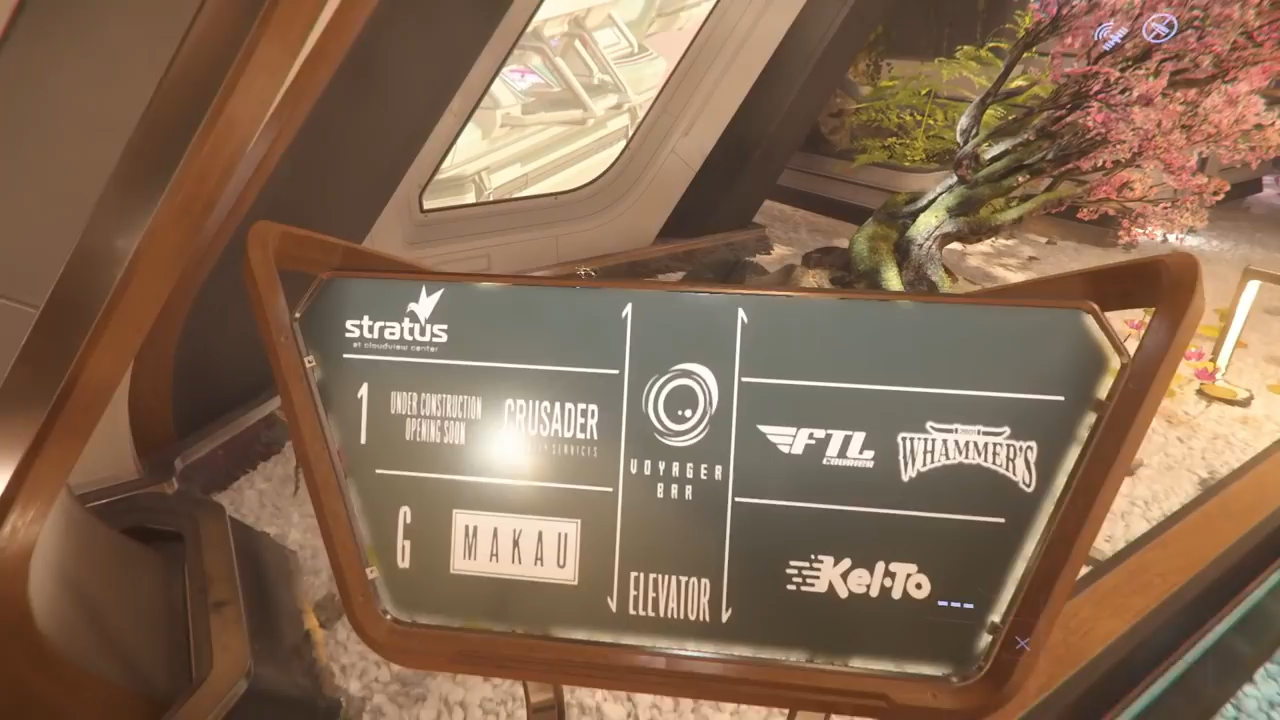 stratus
at cloudview center
1
UNDER CONSTRUCTION
OPENING SOON
CRUSADER
SERVICES
VOYAGER
BAR
FTL
COURIER
WHAMMER'S
G
MAKAU
ELEVATOR
Kel·To